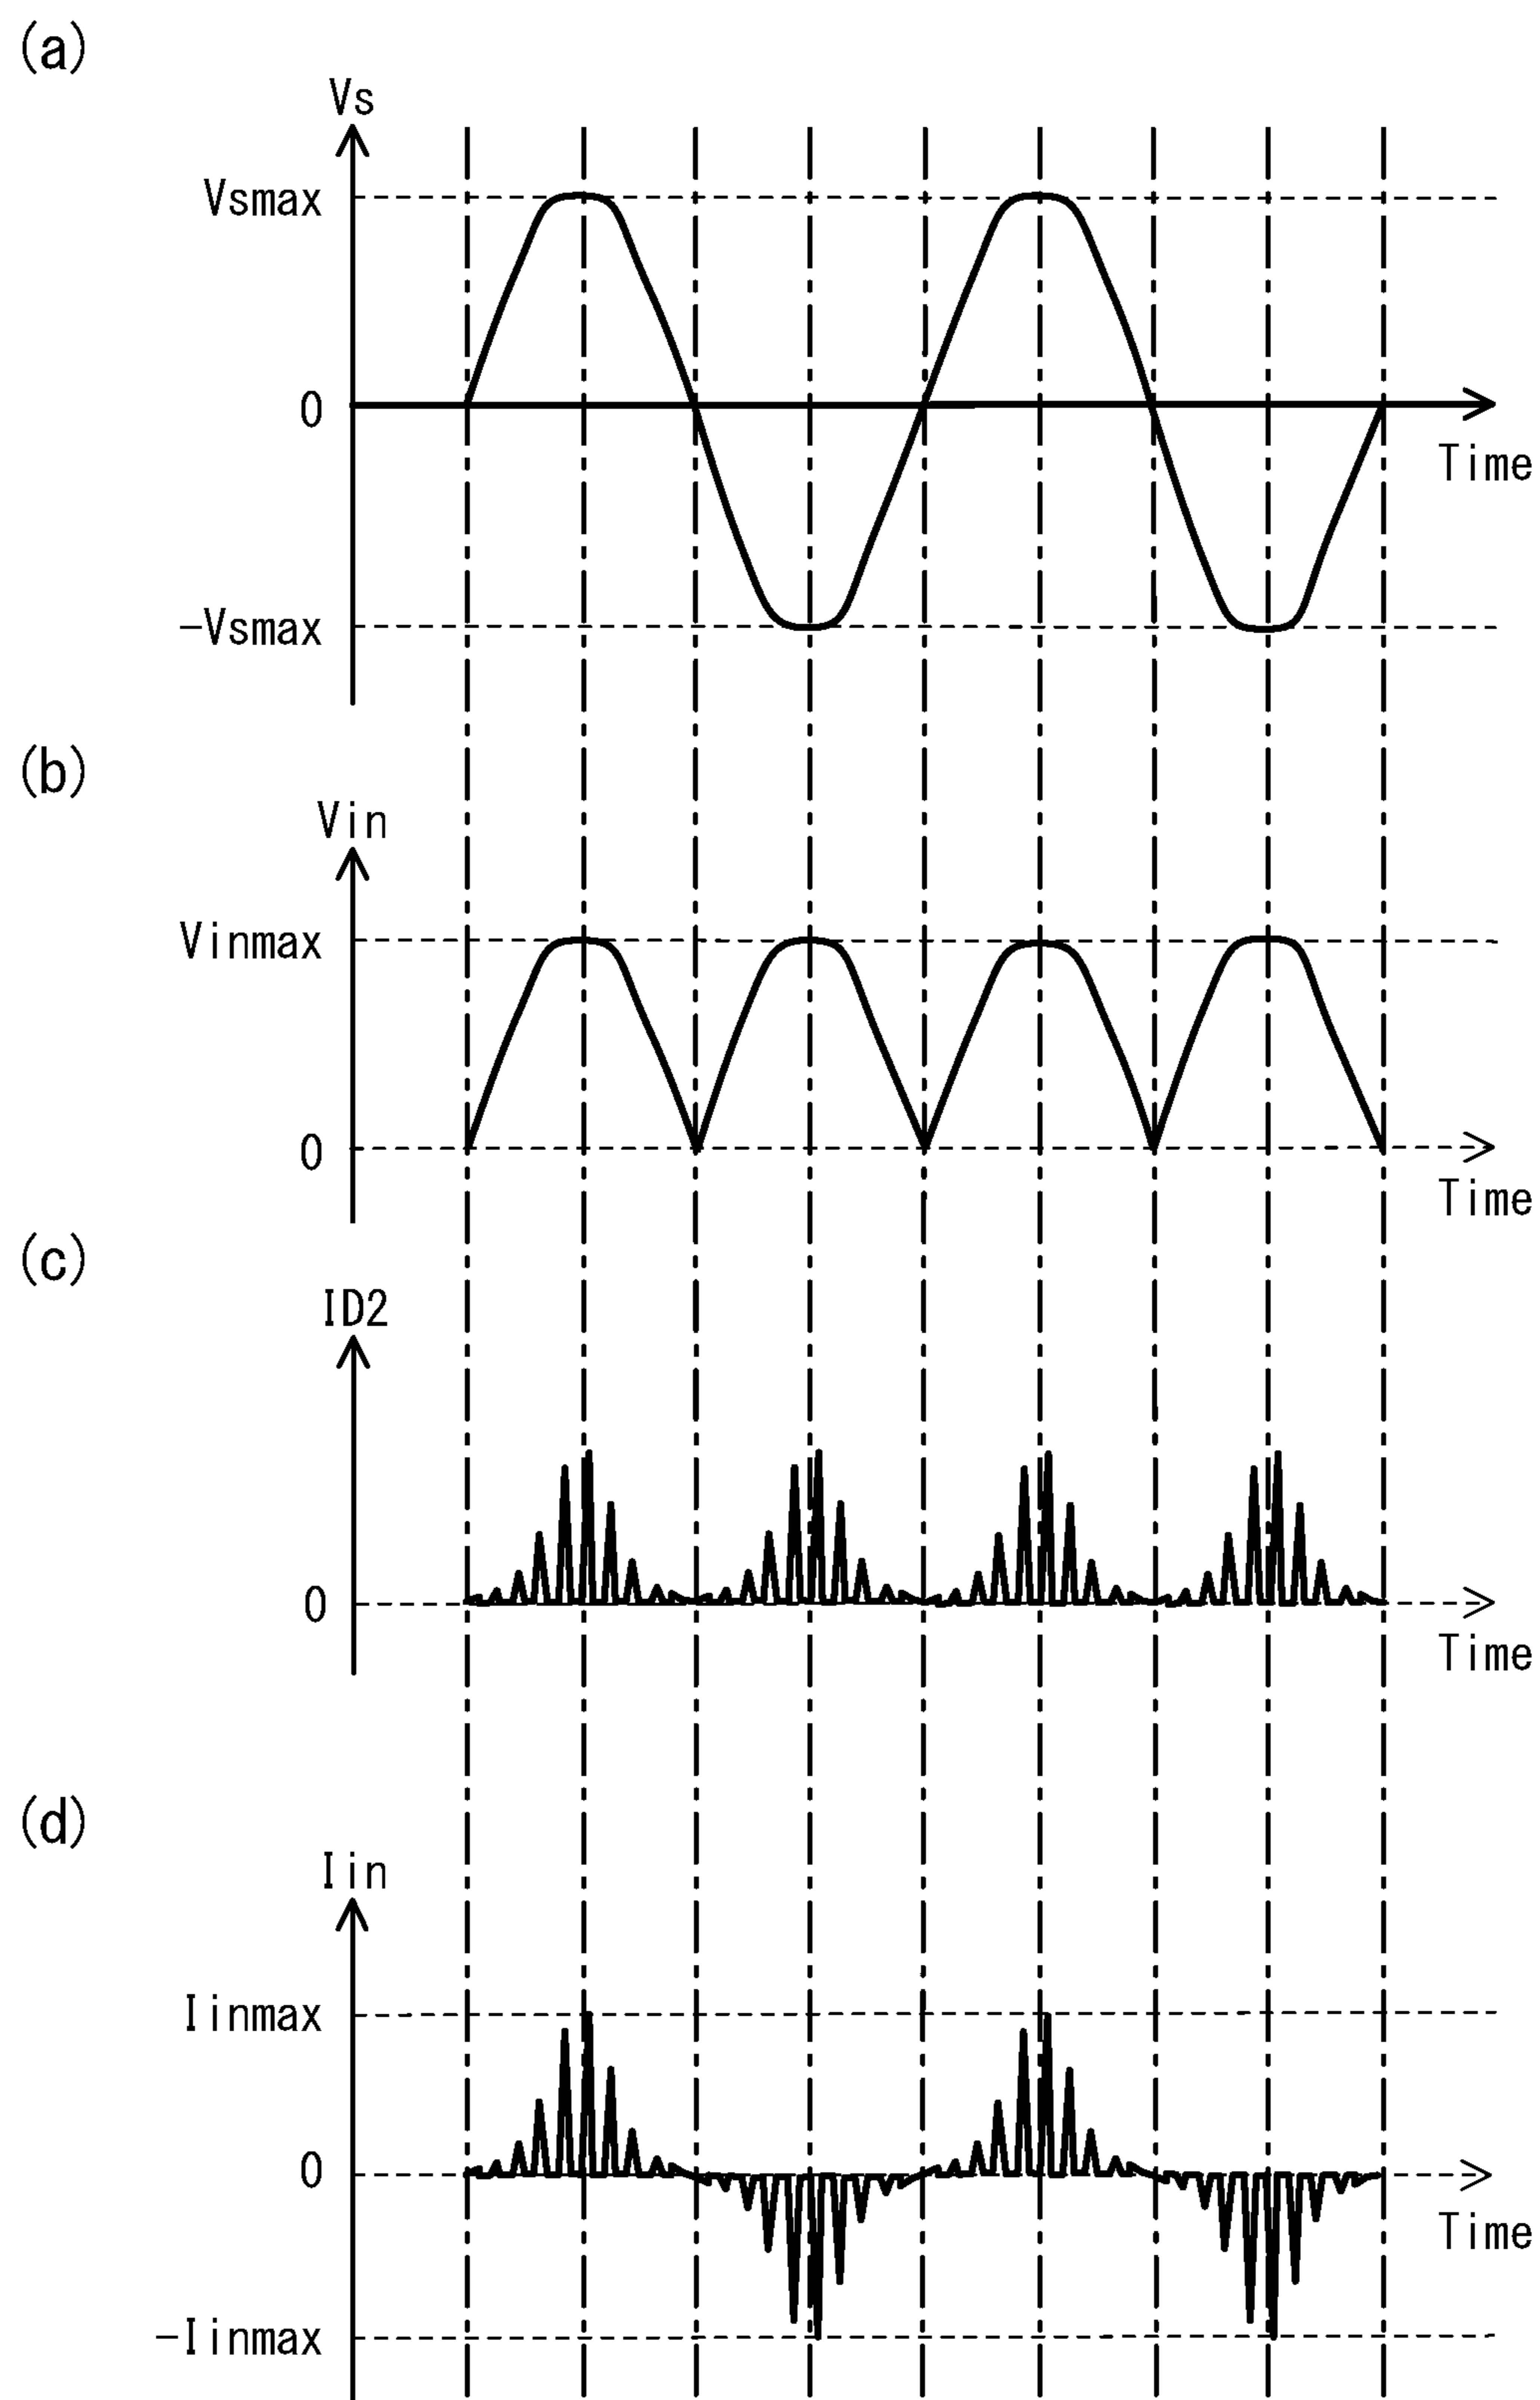 (a)
Vs
Vsmax
0
Time
-Vsmax
(b)
Vin
Vinmax
0
Time
(c)
ID2
0
Time
(d)
Iin
Iinmax
0
Time
-Iinmax